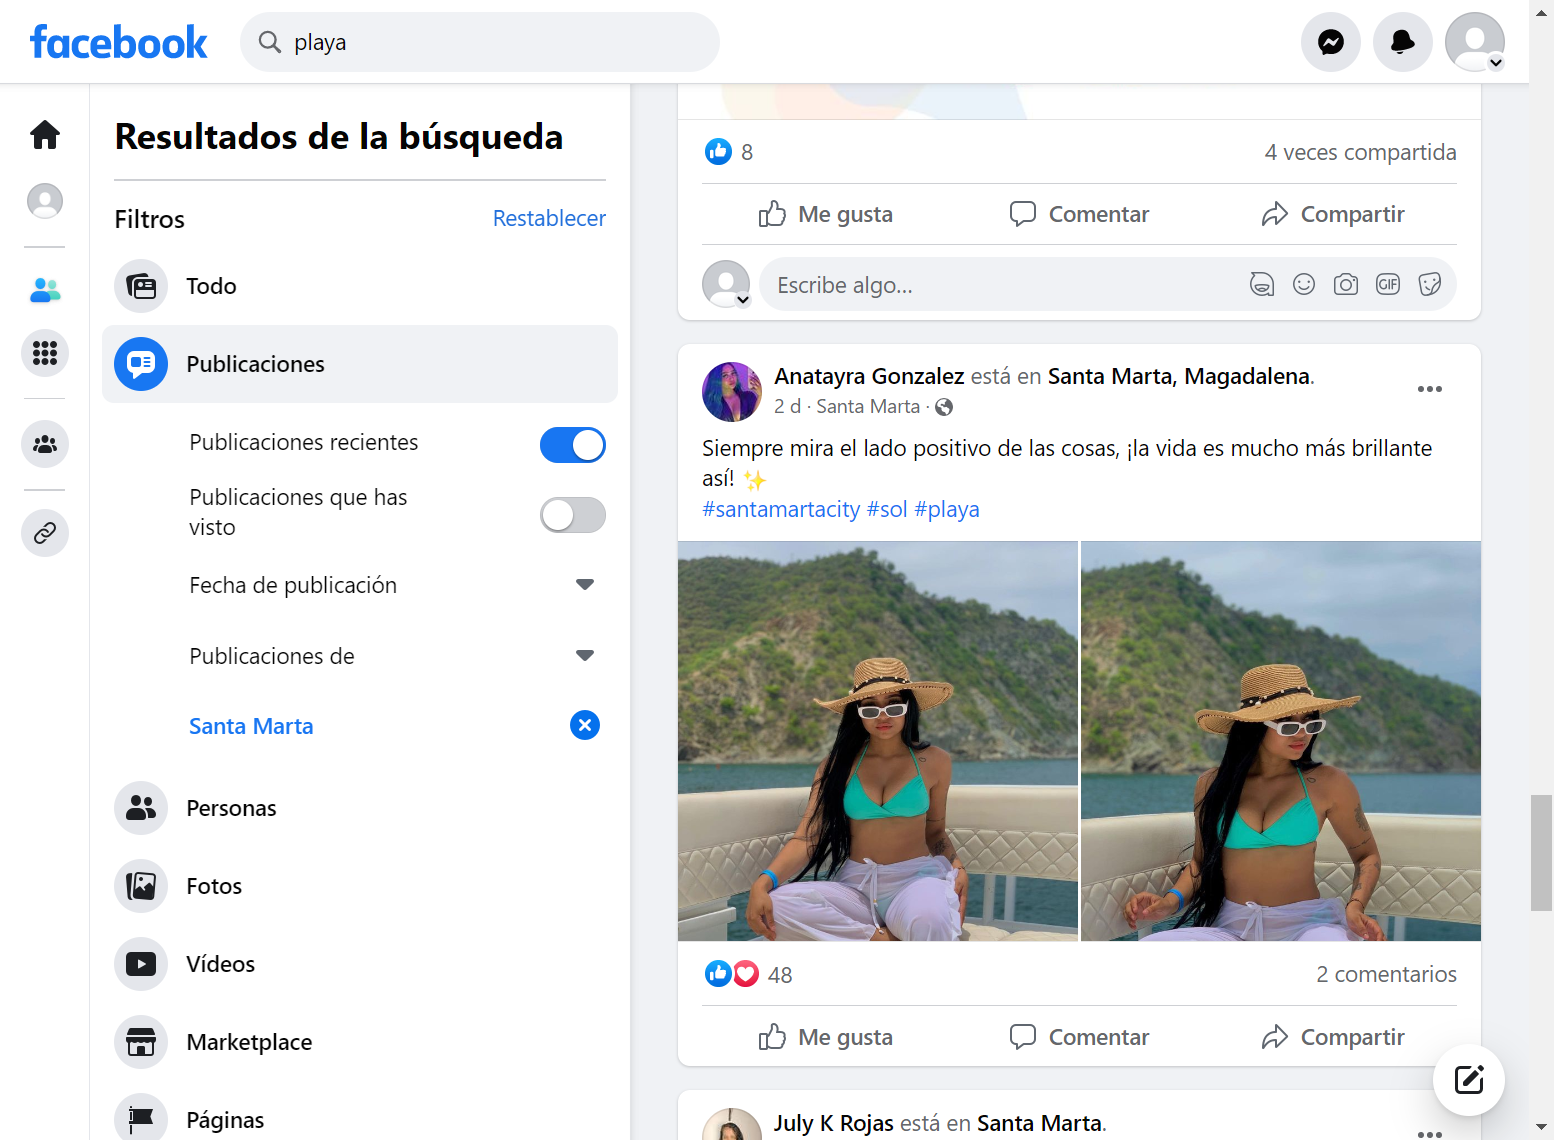 facebook
playa
Resultados de la búsqueda
Filtros
Restablecer
Todo
Publicaciones
Publicaciones recientes
Publicaciones que has
visto
Fecha de publicación
Publicaciones de
Santa Marta
Personas
Fotos
Vídeos
Marketplace
Páginas
8
4 veces compartida
Me gusta
Comentar
Compartir
Escribe algo...
GIF
Anatayra Gonzalez está en Santa Marta, Magadalena.
2 d · Santa Marta ·
Siempre mira el lado positivo de las cosas, ¡la vida es mucho más brillante
así! ✨
#santamartacity #sol #playa
48
2 comentarios
Me gusta
Comentar
Compartir
July K Rojas está en Santa Marta.